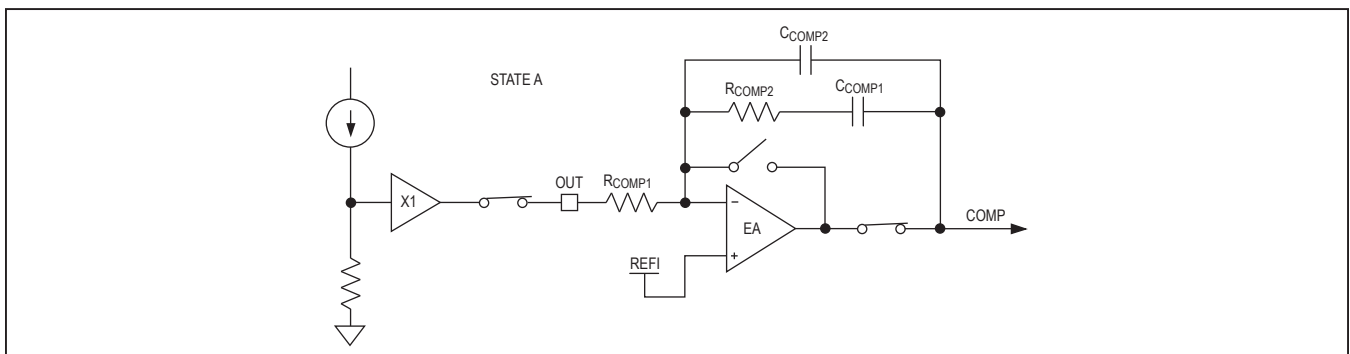 CCOMP2
STATE A
RCOMP2
CCOMP1
OUT
RCOMP1
X1
−
EA
+
COMP
REFI